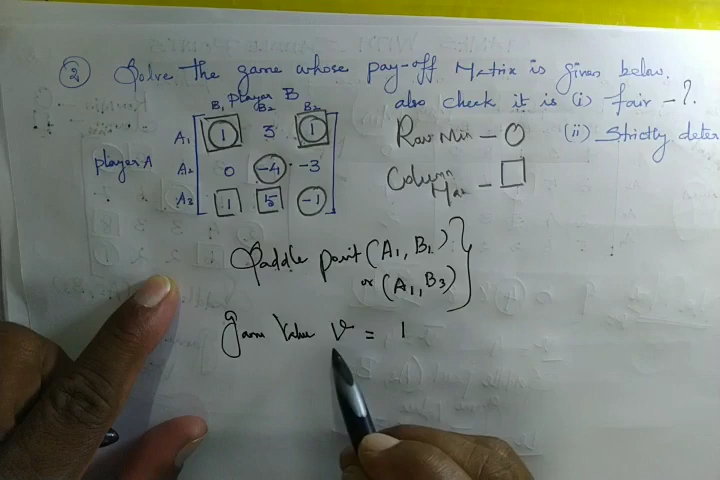 ② Solve the game whose pay-off Matrix is given below.
also check it is (i) fair -?
(ii) Strictly deter
Player B
B₁ B₂ B₃
A₁ 1 3 1
Player A A₂ 0 -4 -3
A₃ 1 5 -1
Row Min - ○
Column Max - □
Saddle point (A₁, B₁)
or (A₁, B₃)
Game Value V = 1